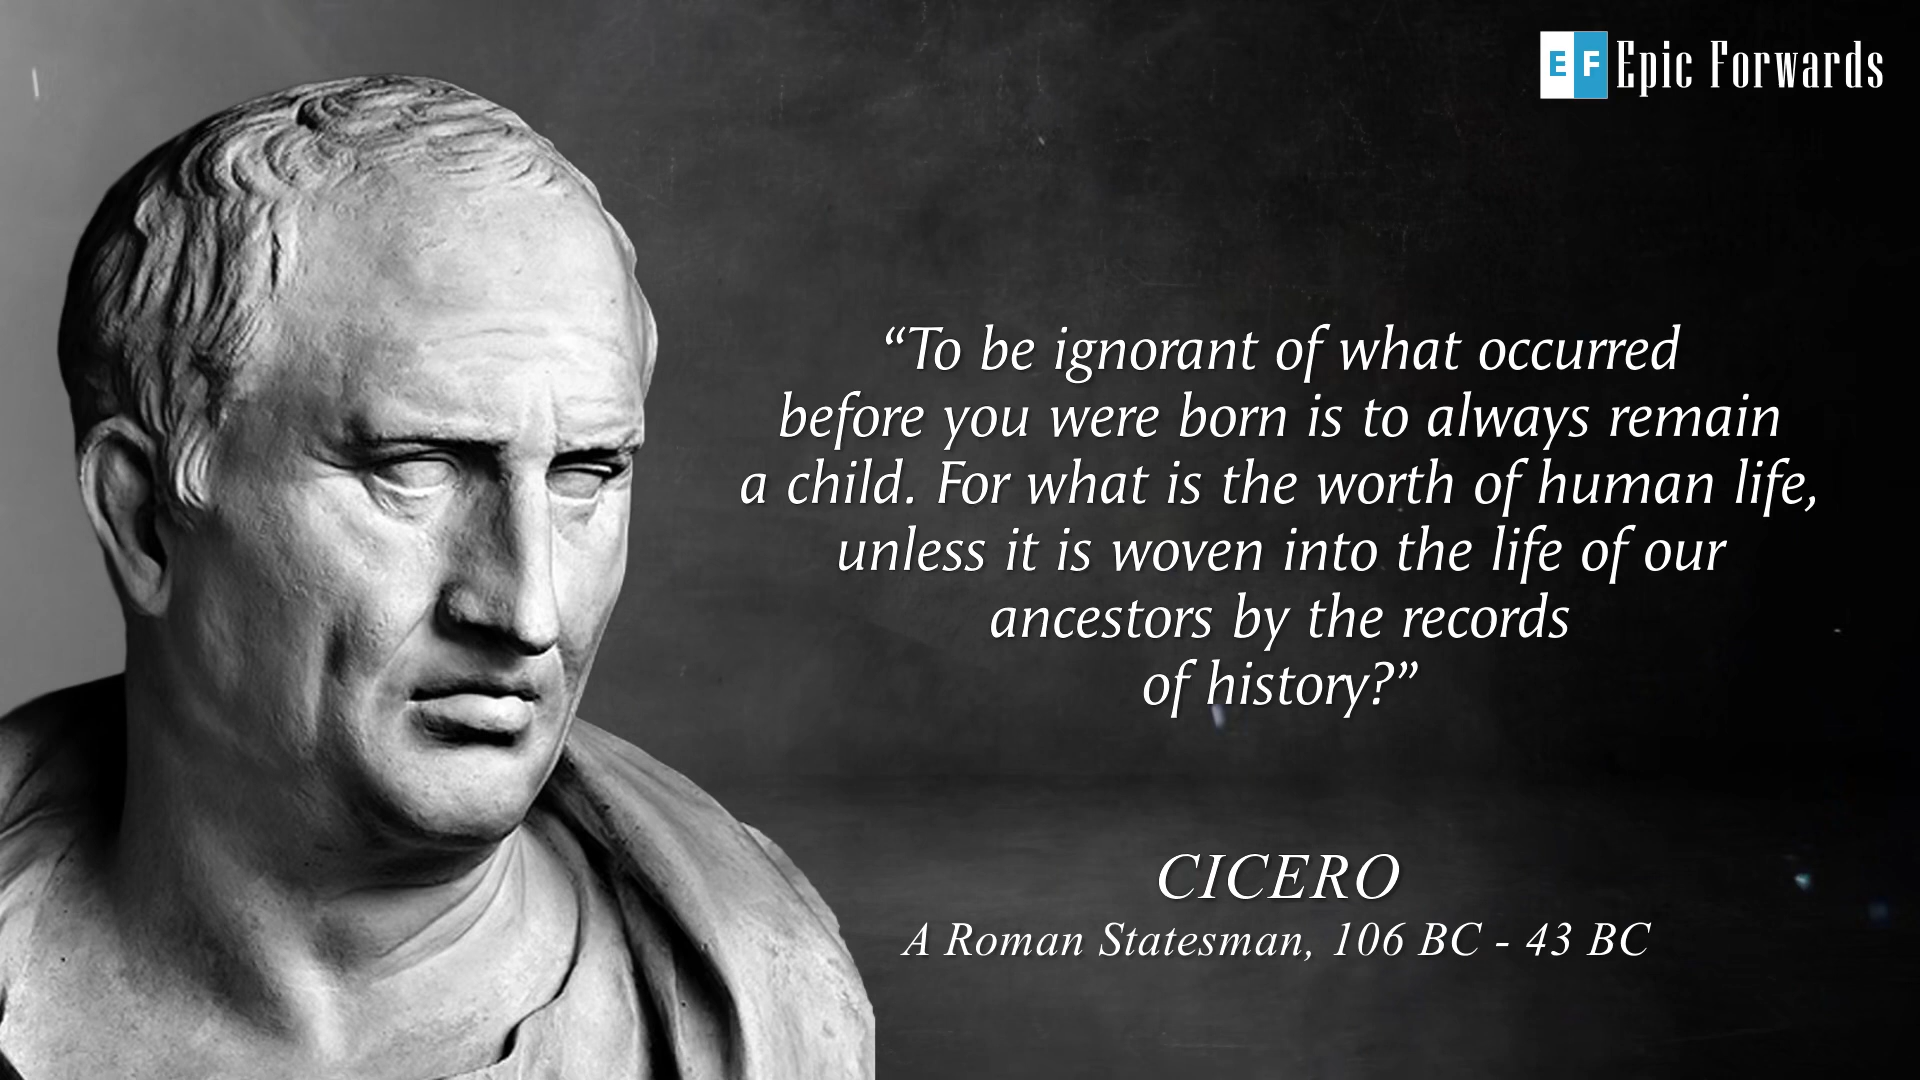 EF Epic Forwards
“To be ignorant of what occurred
before you were born is to always remain
a child. For what is the worth of human life,
unless it is woven into the life of our
ancestors by the records
of history?”
CICERO
A Roman Statesman, 106 BC - 43 BC